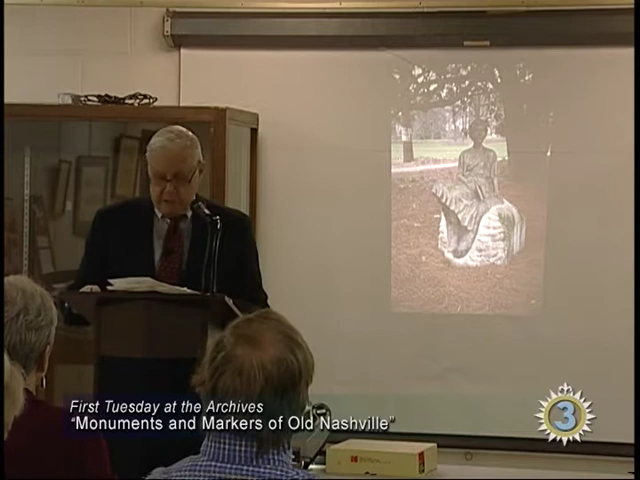 First Tuesday at the Archives
"Monuments and Markers of Old Nashville"
3